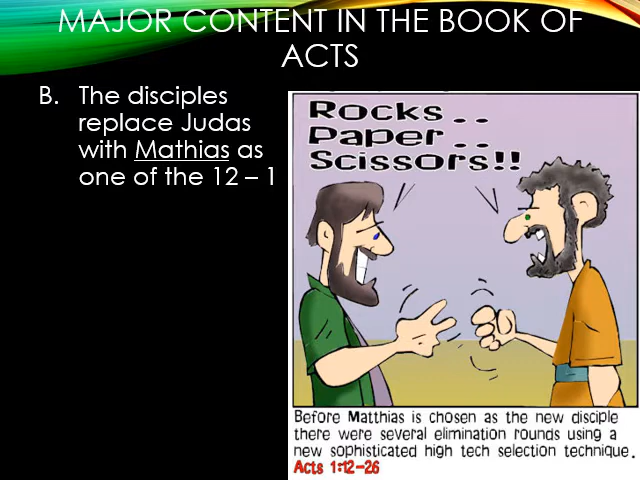 MAJOR CONTENT IN THE BOOK OF
ACTS
B. The disciples
replace Judas
with Mathias as
one of the 12 – 1
Rocks..
Paper..
Scissors!!
Before Matthias is chosen as the new disciple
there were several elimination rounds using a
new sophisticated high tech selection technique.
Acts 1:12-26